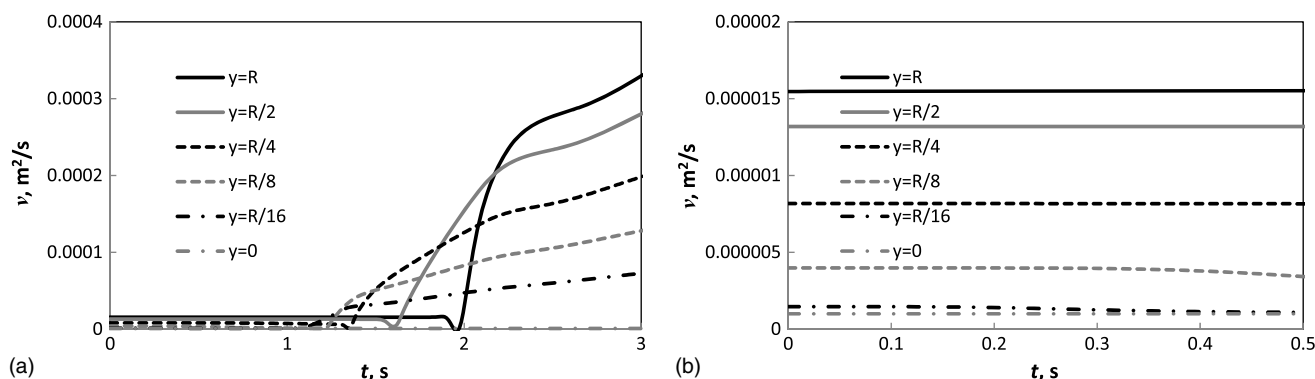 0.0004
0.0003
0.0002
0.0001
0
ν, m²/s
y=R
y=R/2
y=R/4
y=R/8
y=R/16
y=0
0
1
2
3
t, s
(a)
0.00002
0.000015
0.00001
0.000005
0
ν, m²/s
y=R
y=R/2
y=R/4
y=R/8
y=R/16
y=0
0
0.1
0.2
0.3
0.4
0.5
t, s
(b)